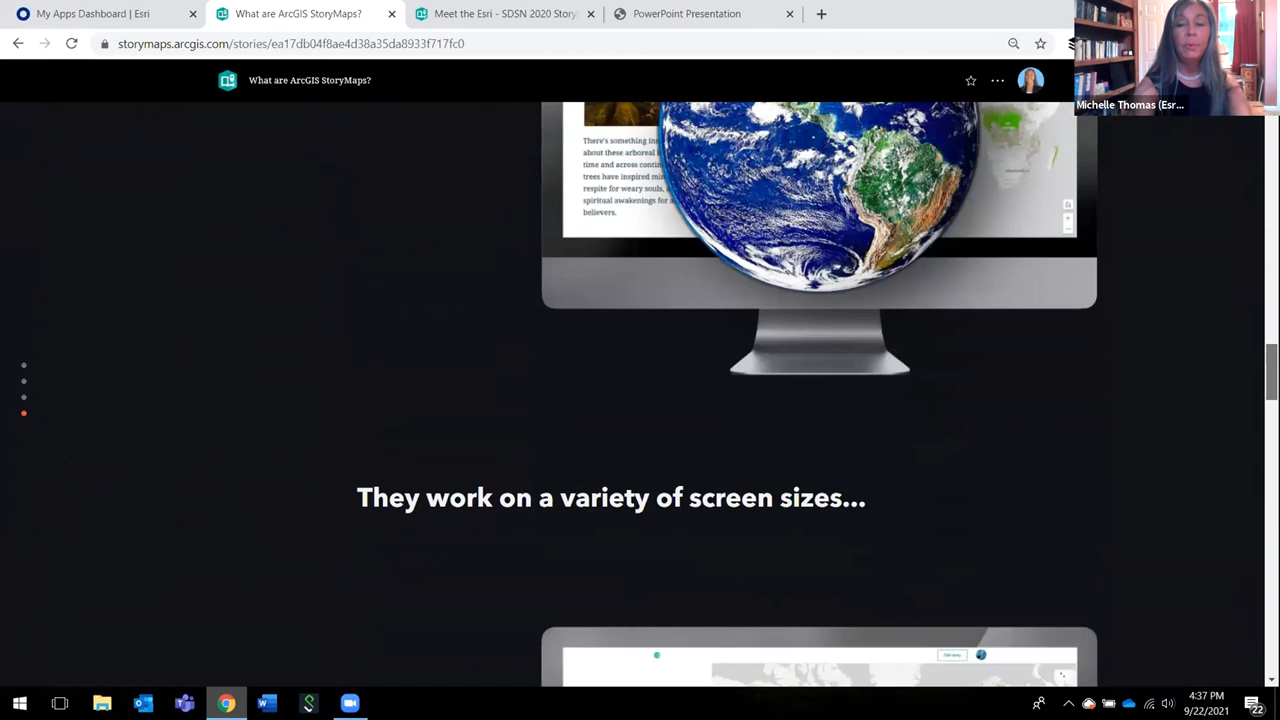 My Apps Dashboard | Esri
What are ArcGIS StoryMaps?
Meet the Esri - SDSN 2020 Story
PowerPoint Presentation
storymaps.arcgis.com/stories/ea17db04f8ae4d38a35da8933f717fc0
Michelle Thomas (Esr...
What are ArcGIS StoryMaps?
There's something inn
about these arboreal
time and across contin
trees have inspired min
respite for weary souls,
spiritual awakenings for
believers.
They work on a variety of screen sizes...
4:37 PM
9/22/2021
22